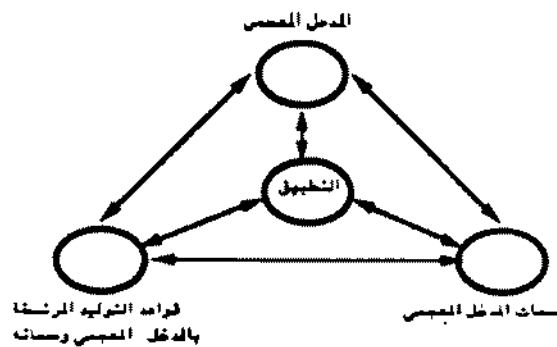 المدخل المعجمي
التطبيق
سمات المدخل المعجمي
قواعد التوليد المرتبطة
بالمدخل المعجمي وسماته